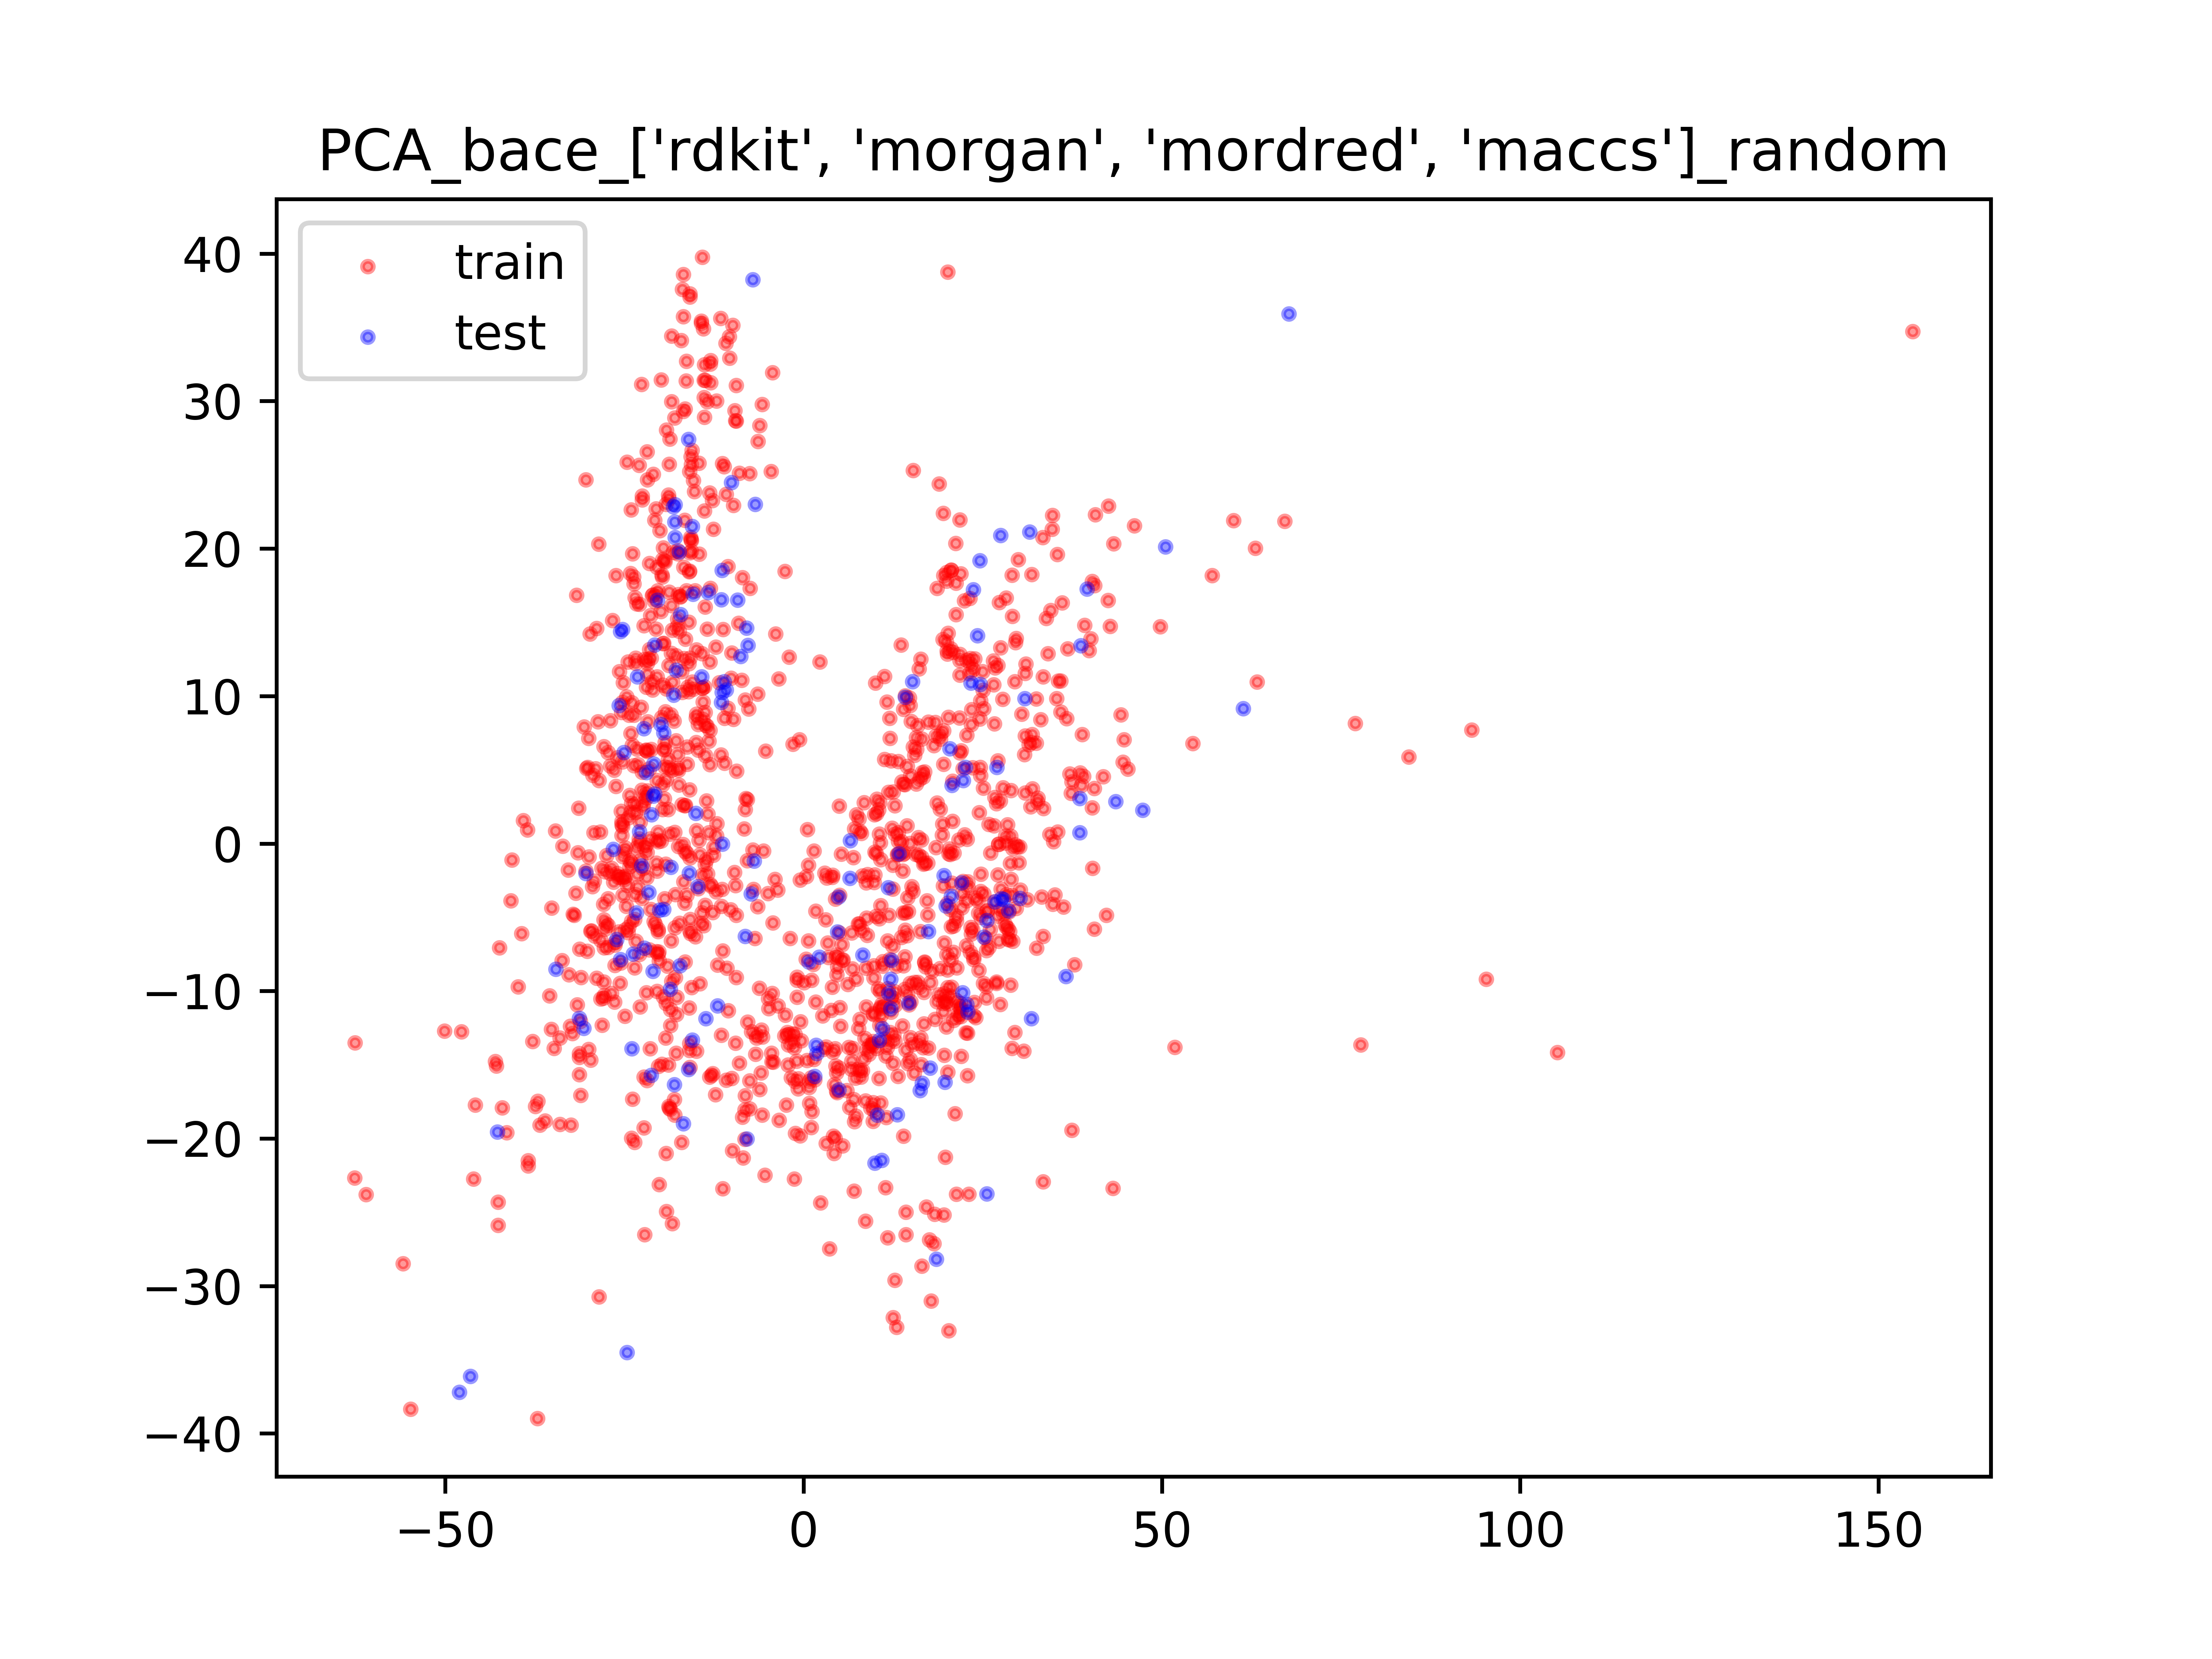 PCA_bace_['rdkit', 'morgan', 'mordred', 'maccs']_random
train
test
40
30
20
10
0
−10
−20
−30
−40
−50 0 50 100 150